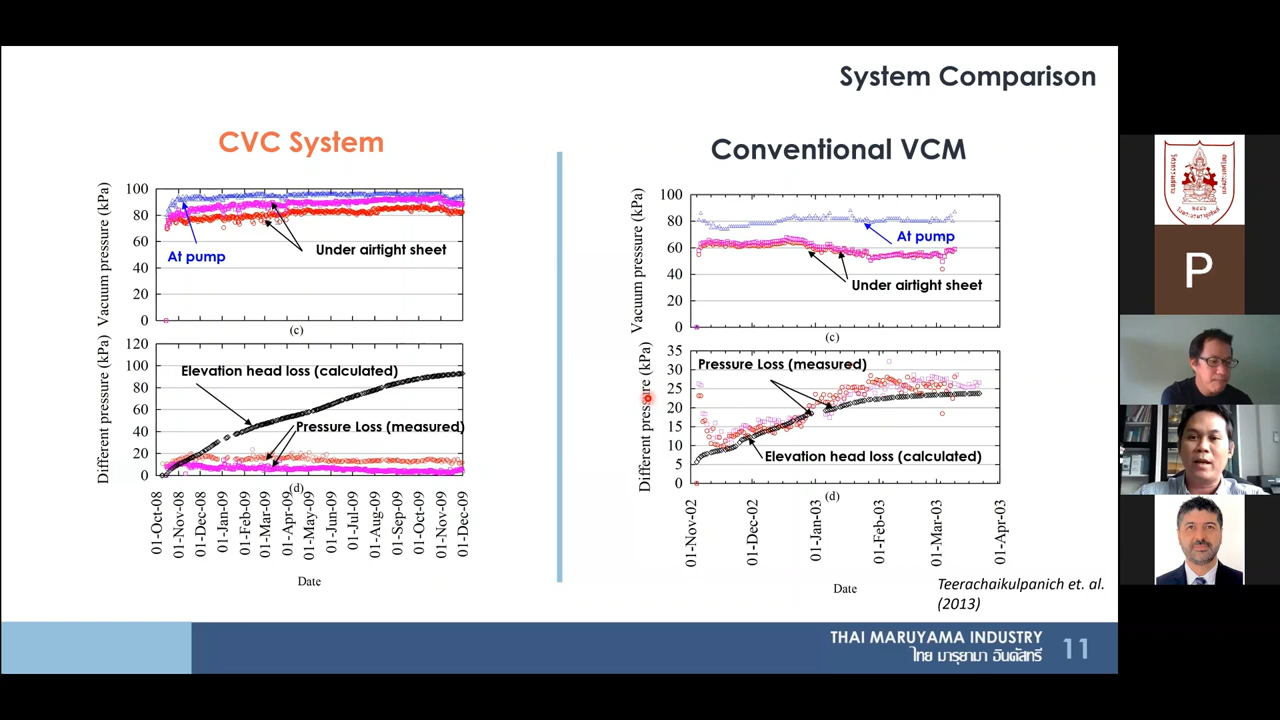 System Comparison
CVC System
Vacuum pressure (kPa)
100
80
60
40
20
0
At pump
Under airtight sheet
(c)
Different pressure (kPa)
120
100
80
60
40
20
0
Elevation head loss (calculated)
Pressure Loss (measured)
(d)
01-Oct-08
01-Nov-08
01-Dec-08
01-Jan-09
01-Feb-09
01-Mar-09
01-Apr-09
01-May-09
01-Jun-09
01-Jul-09
01-Aug-09
01-Sep-09
01-Oct-09
01-Nov-09
01-Dec-09
Date
Conventional VCM
Vacuum pressure (kPa)
100
80
60
40
20
0
At pump
Under airtight sheet
(c)
Different pressure (kPa)
35
30
25
20
15
10
5
0
Pressure Loss (measured)
Elevation head loss (calculated)
(d)
01-Nov-02
01-Dec-02
01-Jan-03
01-Feb-03
01-Mar-03
01-Apr-03
Date
Teerachaikulpanich et. al.
(2013)
THAI MARUYAMA INDUSTRY
ไทย มารุยามา อินดัสทรี
11
P